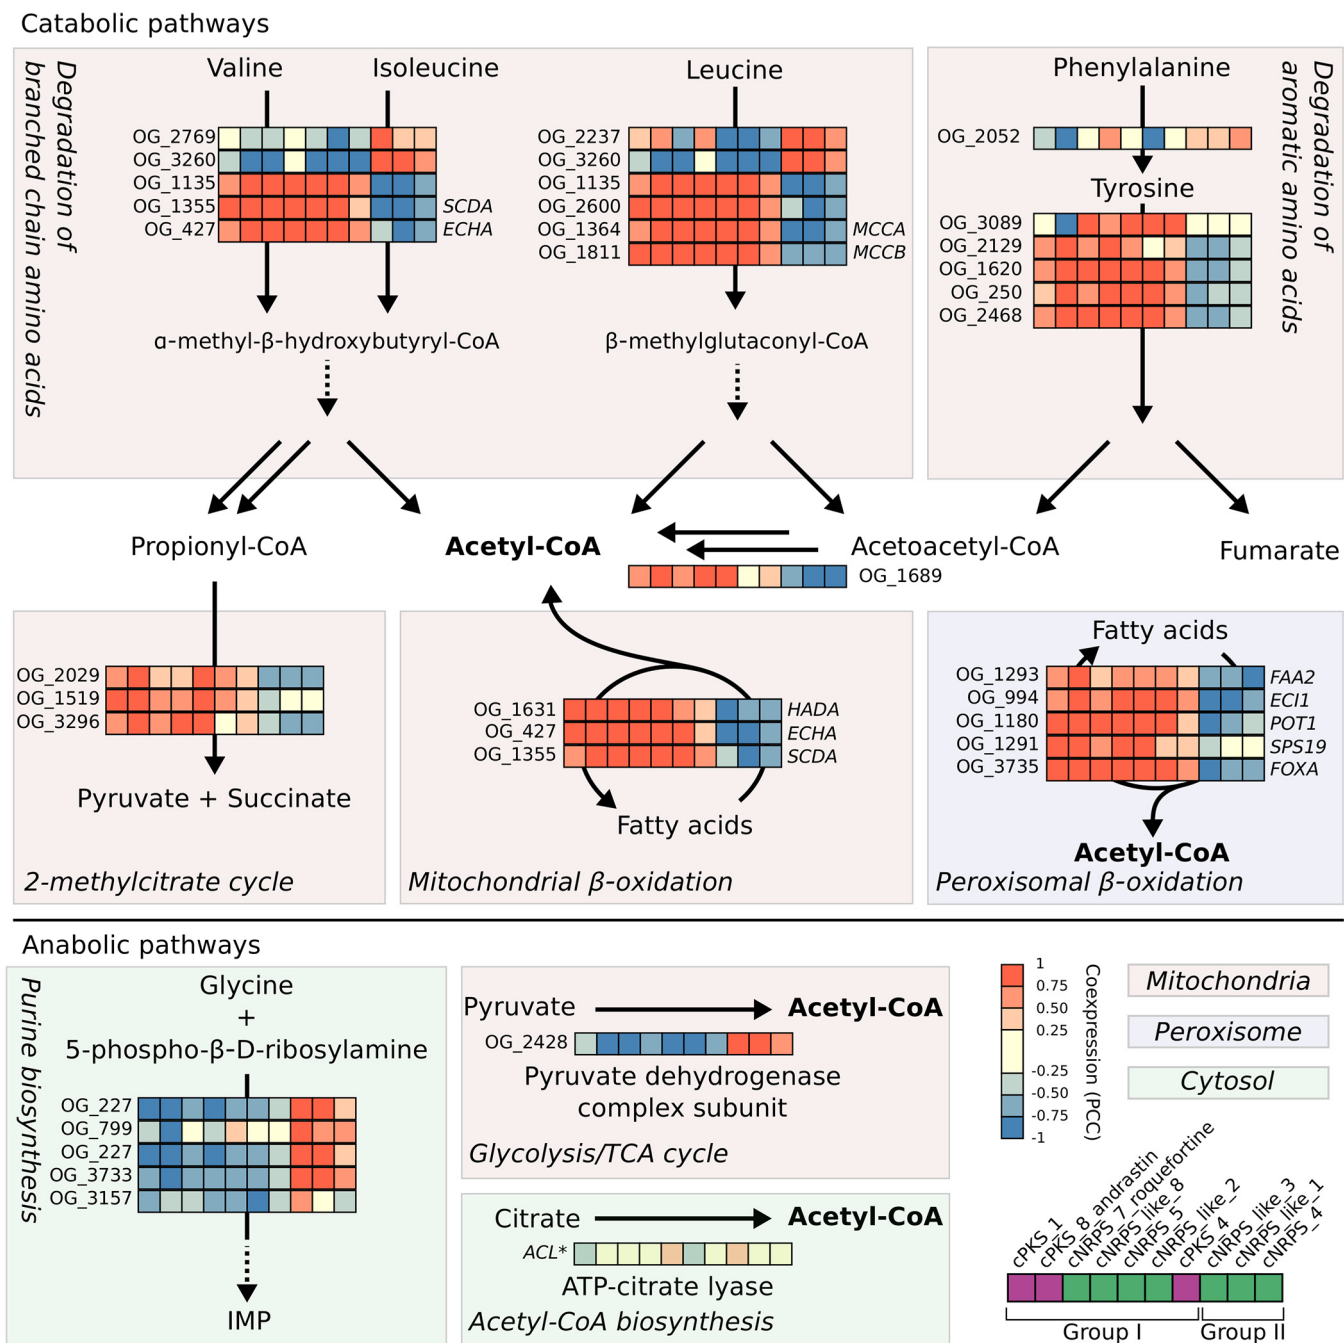 Catabolic pathways
Degradation of
branched chain amino acids
Valine
Isoleucine
OG_2769
OG_3260
OG_1135
OG_1355
SCDA
OG_427
ECHA
α-methyl-β-hydroxybutyryl-CoA
Leucine
OG_2237
OG_3260
OG_1135
OG_2600
OG_1364
MCCA
OG_1811
MCCB
β-methylglutaconyl-CoA
Degradation of
aromatic amino acids
Phenylalanine
OG_2052
Tyrosine
OG_3089
OG_2129
OG_1620
OG_250
OG_2468
Propionyl-CoA
Acetyl-CoA
Acetoacetyl-CoA
OG_1689
Fumarate
OG_2029
OG_1519
OG_3296
Pyruvate + Succinate
2-methylcitrate cycle
OG_1631
HADA
OG_427
ECHA
OG_1355
SCDA
Fatty acids
Mitochondrial β-oxidation
Fatty acids
OG_1293
FAA2
OG_994
ECI1
OG_1180
POT1
OG_1291
SPS19
OG_3735
FOXA
Acetyl-CoA
Peroxisomal β-oxidation
Anabolic pathways
Purine biosynthesis
Glycine
+
5-phospho-β-D-ribosylamine
OG_227
OG_799
OG_227
OG_3733
OG_3157
IMP
Pyruvate
Acetyl-CoA
OG_2428
Pyruvate dehydrogenase
complex subunit
Glycolysis/TCA cycle
Citrate
Acetyl-CoA
ACL*
ATP-citrate lyase
Acetyl-CoA biosynthesis
1
0.75
0.50
0.25
-0.25
-0.50
-0.75
-1
Coexpression (PCC)
Mitochondria
Peroxisome
Cytosol
cPKS_1
cPKS_8_andrastin
cNRPS_7_roquefortine
cNRPS_like_8
cNRPS_5
cNRPS_like_2
cPKS_4
cNRPS_like_3
cNRPS_like_1
cNRPS_4
Group I
Group II